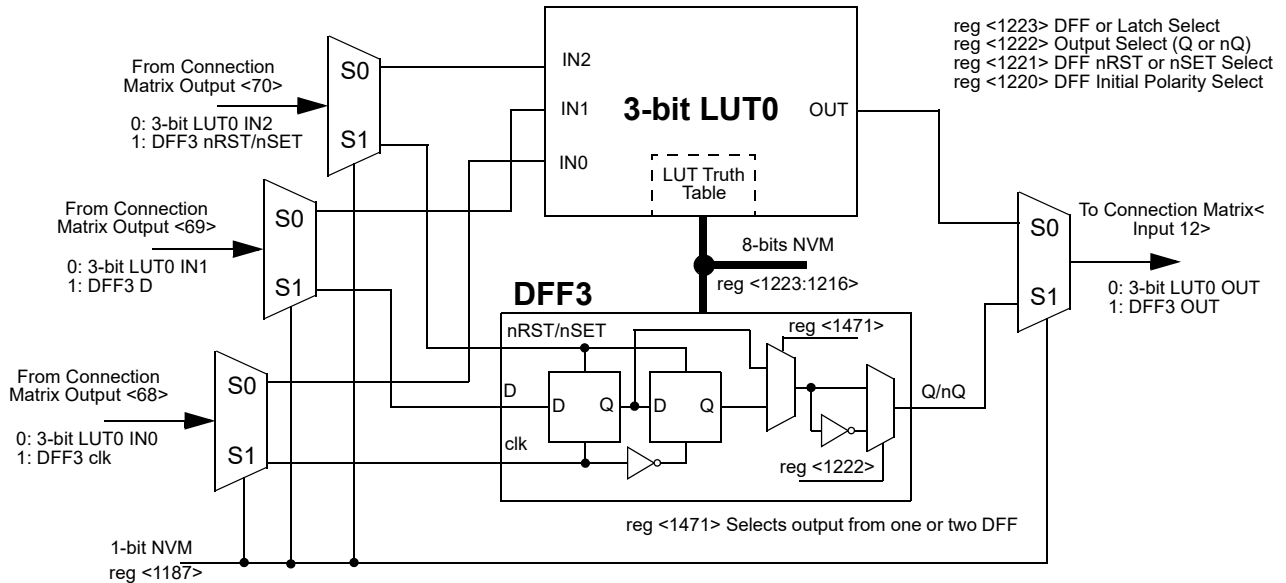 reg <1223> DFF or Latch Select
reg <1222> Output Select (Q or nQ)
reg <1221> DFF nRST or nSET Select
reg <1220> DFF Initial Polarity Select
From Connection
Matrix Output <70>
0: 3-bit LUT0 IN2
1: DFF3 nRST/nSET
S0
S1
IN2
IN1
IN0
3-bit LUT0
OUT
LUT Truth
Table
From Connection
Matrix Output <69>
0: 3-bit LUT0 IN1
1: DFF3 D
S0
S1
8-bits NVM
reg <1223:1216>
S0
S1
To Connection Matrix<
Input 12>
0: 3-bit LUT0 OUT
1: DFF3 OUT
DFF3
nRST/nSET
reg <1471>
D
D
Q
D
Q
Q/nQ
clk
reg <1222>
From Connection
Matrix Output <68>
0: 3-bit LUT0 IN0
1: DFF3 clk
S0
S1
reg <1471> Selects output from one or two DFF
1-bit NVM
reg <1187>